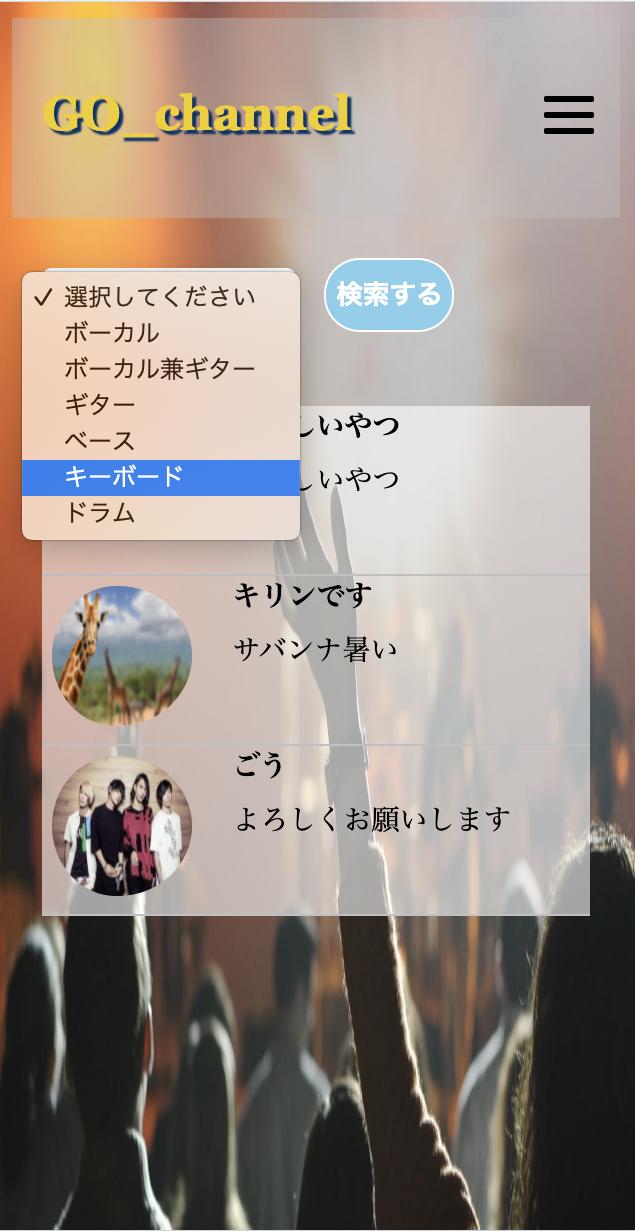 GO_channel
検索する
選択してください
ボーカル
ボーカル兼ギター
ギター
ベース
キーボード
ドラム
しいやつ
しいやつ
キリンです
サバンナ暑い
ごう
よろしくお願いします